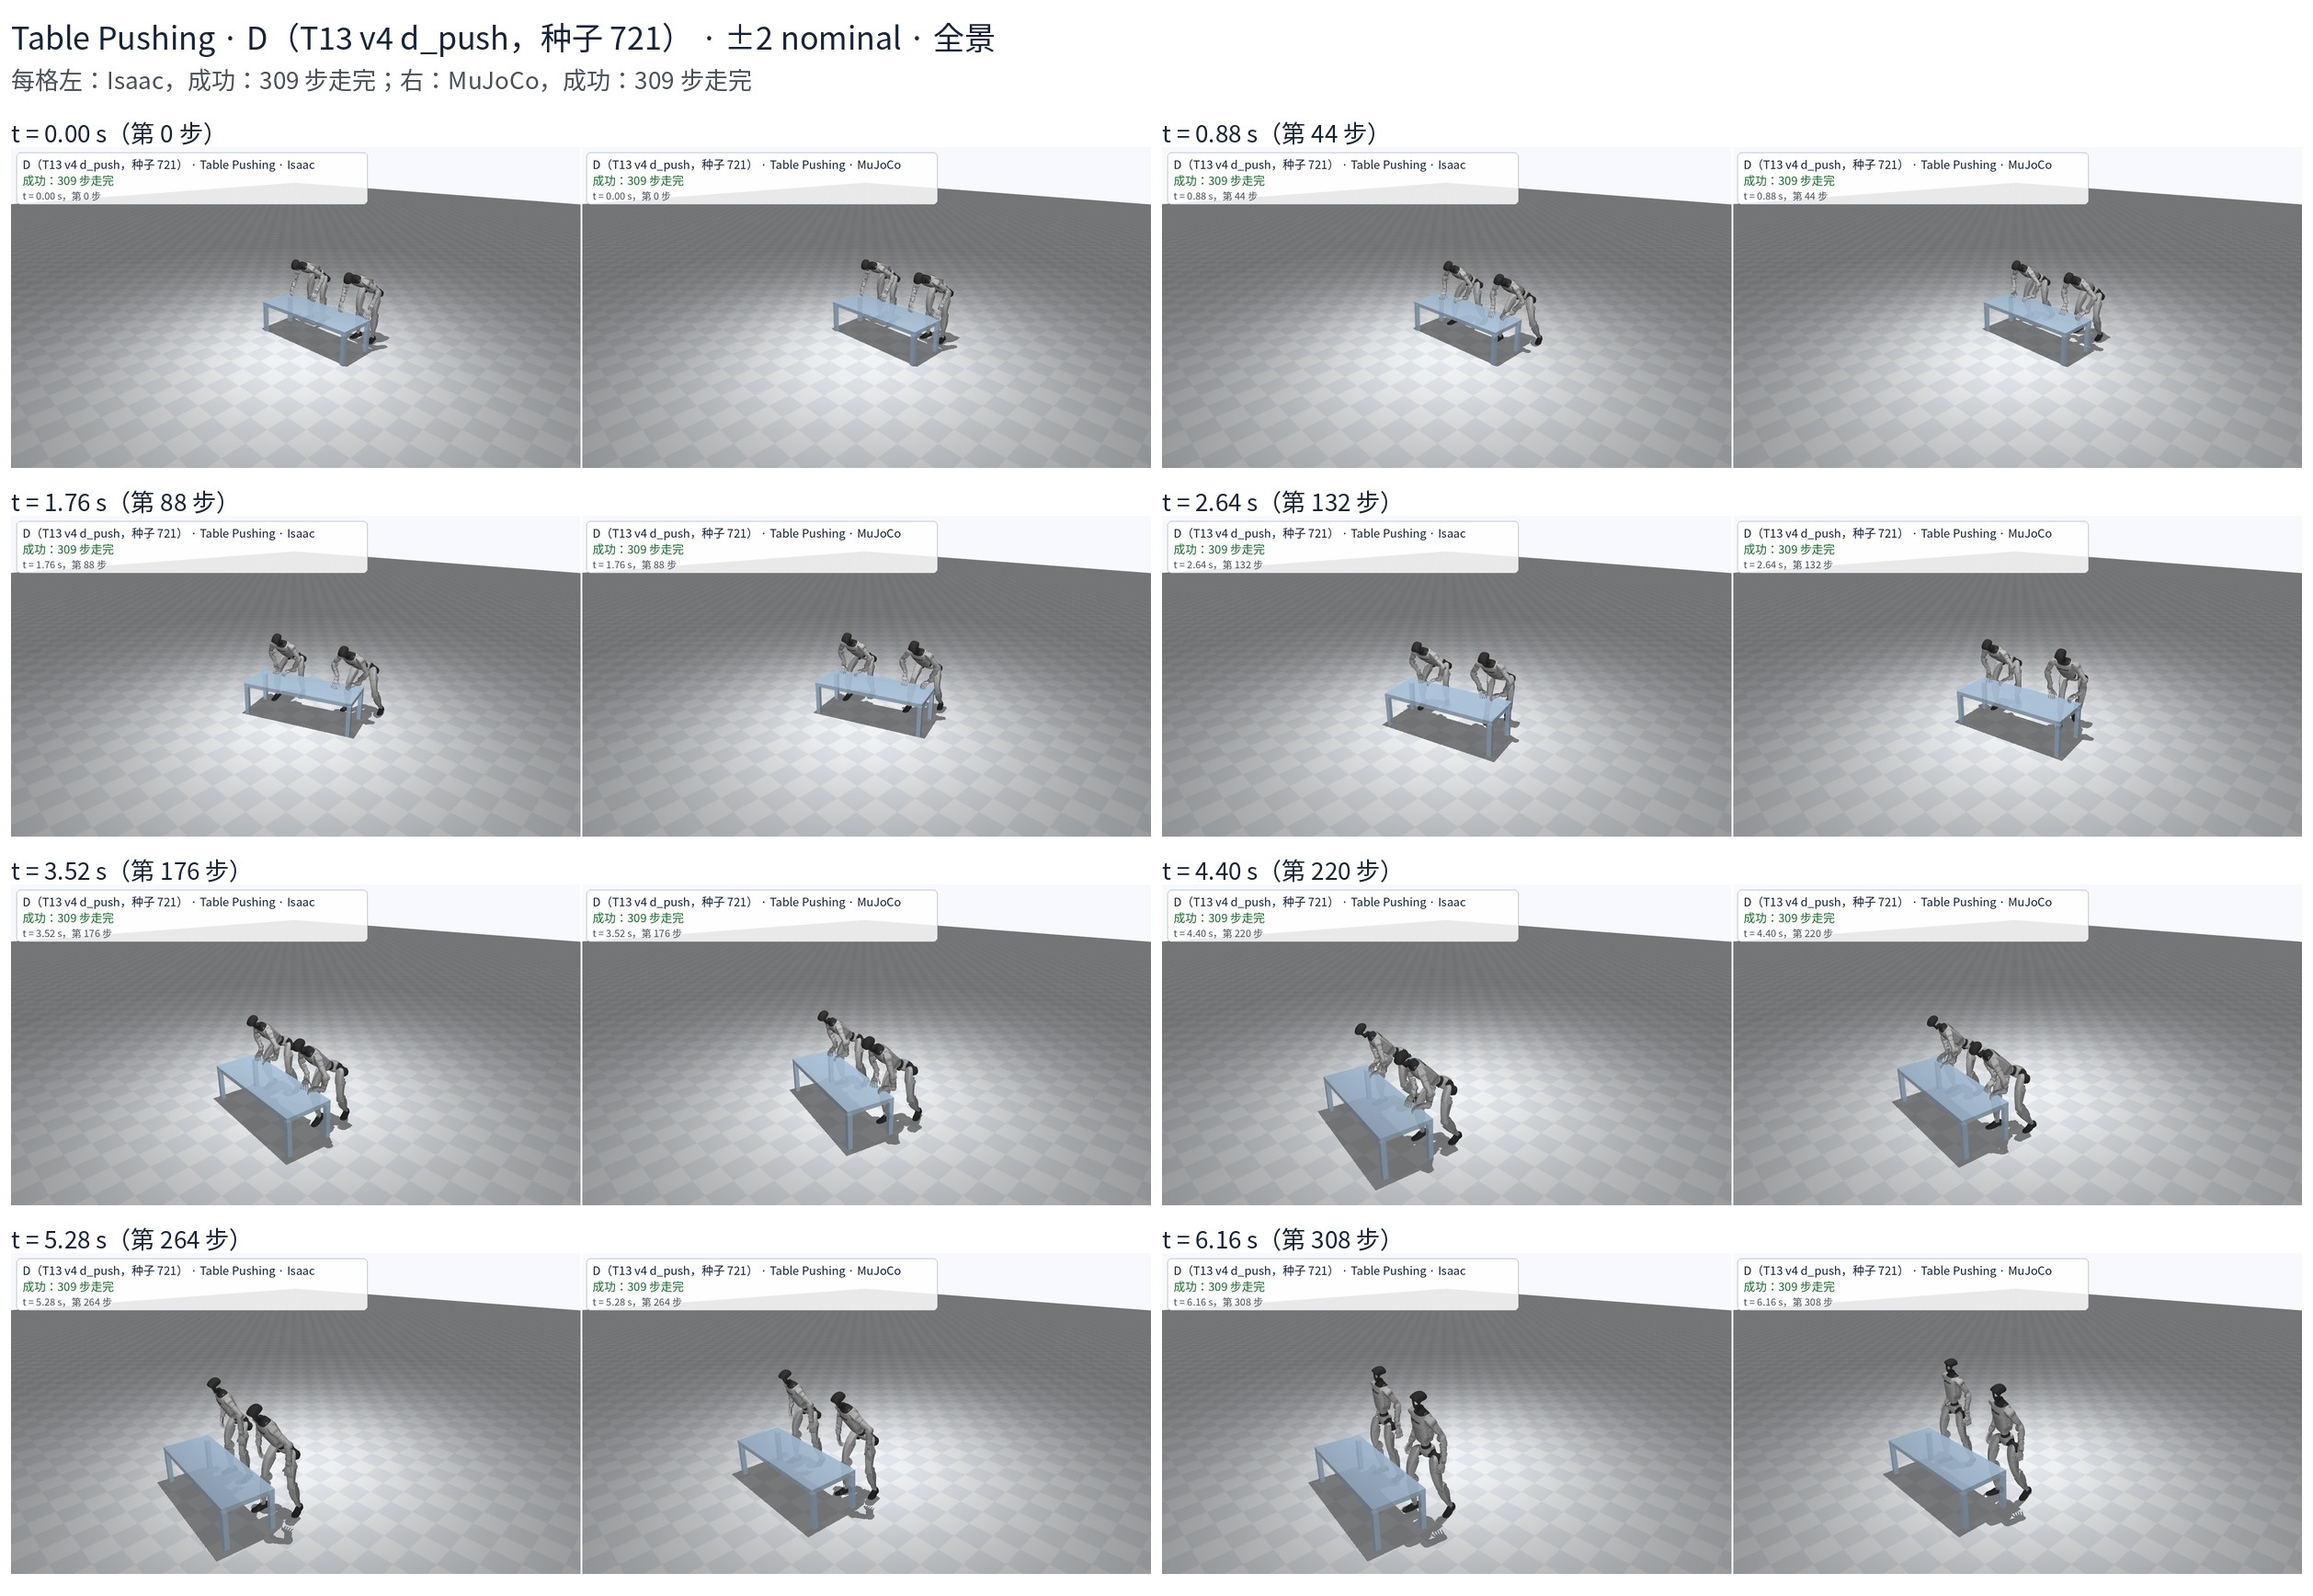 Table Pushing · D（T13 v4 d_push，种子 721） · ±2 nominal · 全景
每格左：Isaac，成功：309 步走完；右：MuJoCo，成功：309 步走完
t = 0.00 s（第 0 步）
D（T13 v4 d_push，种子 721） · Table Pushing · Isaac
成功：309 步走完
t = 0.00 s，第 0 步
D（T13 v4 d_push，种子 721） · Table Pushing · MuJoCo
成功：309 步走完
t = 0.00 s，第 0 步
t = 0.88 s（第 44 步）
D（T13 v4 d_push，种子 721） · Table Pushing · Isaac
成功：309 步走完
t = 0.88 s，第 44 步
D（T13 v4 d_push，种子 721） · Table Pushing · MuJoCo
成功：309 步走完
t = 0.88 s，第 44 步
t = 1.76 s（第 88 步）
D（T13 v4 d_push，种子 721） · Table Pushing · Isaac
成功：309 步走完
t = 1.76 s，第 88 步
D（T13 v4 d_push，种子 721） · Table Pushing · MuJoCo
成功：309 步走完
t = 1.76 s，第 88 步
t = 2.64 s（第 132 步）
D（T13 v4 d_push，种子 721） · Table Pushing · Isaac
成功：309 步走完
t = 2.64 s，第 132 步
D（T13 v4 d_push，种子 721） · Table Pushing · MuJoCo
成功：309 步走完
t = 2.64 s，第 132 步
t = 3.52 s（第 176 步）
D（T13 v4 d_push，种子 721） · Table Pushing · Isaac
成功：309 步走完
t = 3.52 s，第 176 步
D（T13 v4 d_push，种子 721） · Table Pushing · MuJoCo
成功：309 步走完
t = 3.52 s，第 176 步
t = 4.40 s（第 220 步）
D（T13 v4 d_push，种子 721） · Table Pushing · Isaac
成功：309 步走完
t = 4.40 s，第 220 步
D（T13 v4 d_push，种子 721） · Table Pushing · MuJoCo
成功：309 步走完
t = 4.40 s，第 220 步
t = 5.28 s（第 264 步）
D（T13 v4 d_push，种子 721） · Table Pushing · Isaac
成功：309 步走完
t = 5.28 s，第 264 步
D（T13 v4 d_push，种子 721） · Table Pushing · MuJoCo
成功：309 步走完
t = 5.28 s，第 264 步
t = 6.16 s（第 308 步）
D（T13 v4 d_push，种子 721） · Table Pushing · Isaac
成功：309 步走完
t = 6.16 s，第 308 步
D（T13 v4 d_push，种子 721） · Table Pushing · MuJoCo
成功：309 步走完
t = 6.16 s，第 308 步